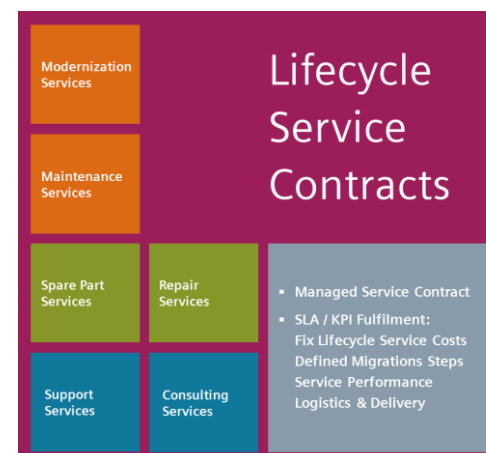 Modernization
Services
Lifecycle
Service
Contracts
Maintenance
Services
Spare Part
Services
Repair
Services
▪ Managed Service Contract
▪ SLA / KPI Fulfilment:
Fix Lifecycle Service Costs
Defined Migrations Steps
Service Performance
Logistics & Delivery
Support
Services
Consulting
Services